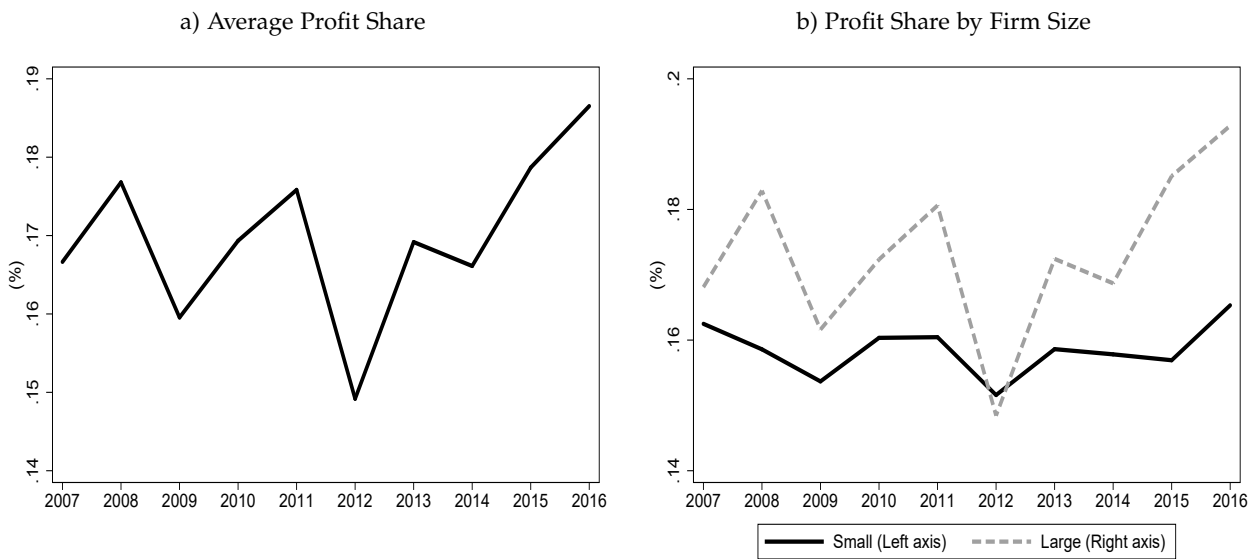 a) Average Profit Share
.19
.18
.17
.16
.15
.14
(%)
2007 2008 2009 2010 2011 2012 2013 2014 2015 2016
b) Profit Share by Firm Size
.2
.18
.16
.14
(%)
2007 2008 2009 2010 2011 2012 2013 2014 2015 2016
Small (Left axis) Large (Right axis)